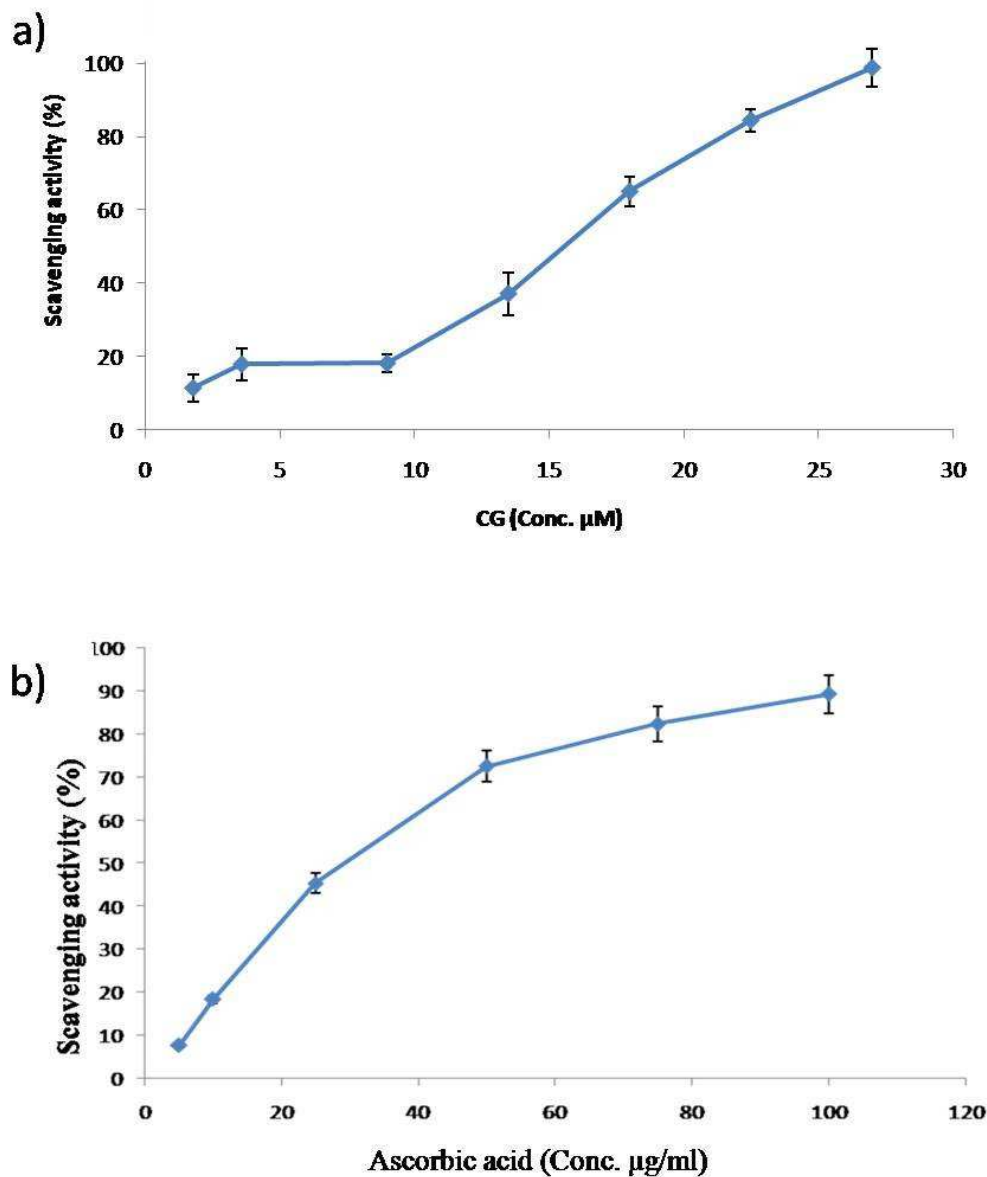 a)
Scavenging activity (%)
100
80
60
40
20
0
0 5 10 15 20 25 30
CG (Conc. μM)
b)
Scavenging activity (%)
100
90
80
70
60
50
40
30
20
10
0
0 20 40 60 80 100 120
Ascorbic acid (Conc. μg/ml)